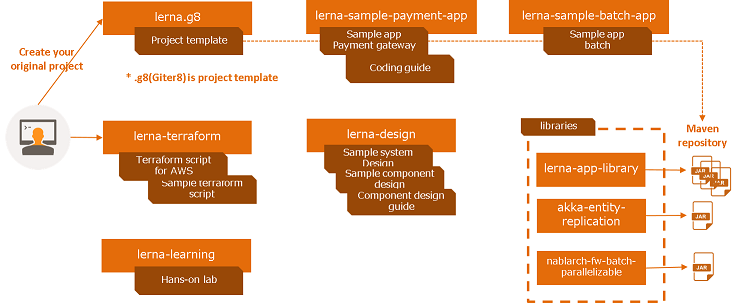 lerna.g8
Project template
lerna-sample-payment-app
Sample app
Payment gateway
Coding guide
lerna-sample-batch-app
Sample app
batch
Create your
original project
* .g8(Giter8) is project template
>_
lerna-terraform
Terraform script
for AWS
Sample terraform
script
lerna-design
Sample system
Design
Sample component
design
Component design
guide
lerna-learning
Hans-on lab
libraries
lerna-app-library
akka-entity-
replication
nablarch-fw-batch-
parallelizable
Maven
repository
JAR
JAR
JAR
JAR
JAR